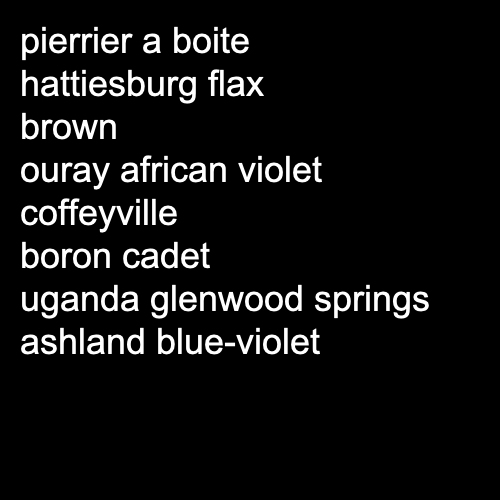 pierrier a boite
hattiesburg flax
brown
ouray african violet
coffeyville
boron cadet
uganda glenwood springs
ashland blue-violet